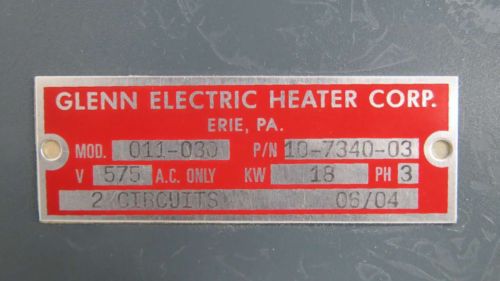 GLENN ELECTRIC HEATER CORP.
ERIE, PA.
MOD. 011-030 P/N 10-7340-03
V 575 A.C. ONLY KW 18 PH 3
2 CIRCUITS 06/04